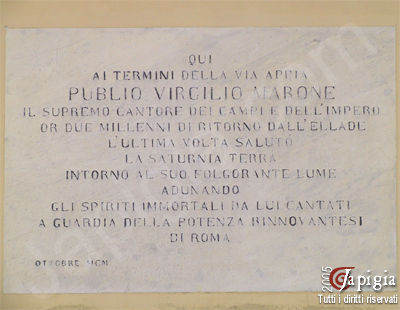 QUI
AI TERMINI DELLA VIA APPIA
PUBLIO VIRGILIO MARONE
IL SUPREMO CANTORE DEI CAMPI E DELL'IMPERO
OR DUE MILLENNI DI RITORNO DALL'ELLADE
L'ULTIMA VOLTA SALUTÒ
LA SATURNIA TERRA
INTORNO AL SUO FOLGORANTE LUME
ADUNANDO
GLI SPIRITI IMMORTALI DA LUI CANTATI
A GUARDIA DELLA POTENZA RINNOVANTESI
DI ROMA
OTTOBRE MCM
2005
Japigia
Tutti i diritti riservati